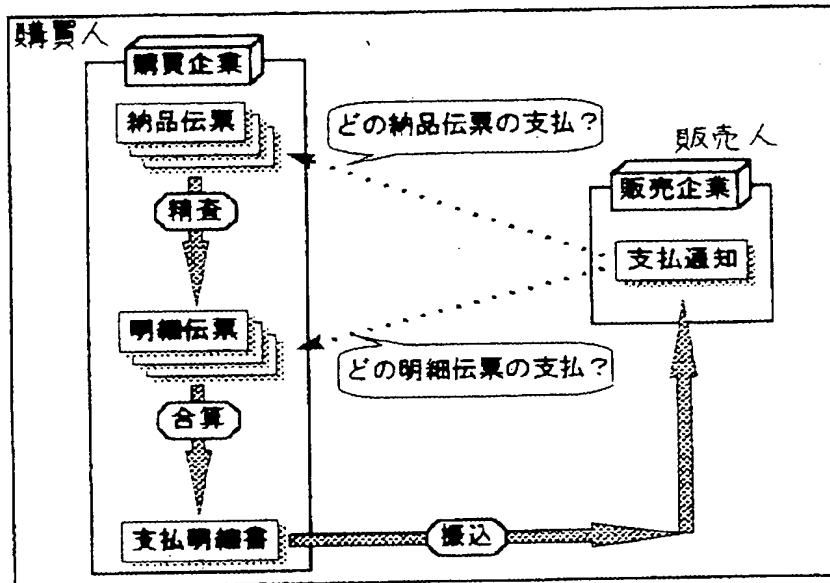 購買人
購買企業
納品伝票
どの納品伝票の支払?
販売人
販売企業
精査
支払通知
明細伝票
どの明細伝票の支払?
合算
支払明細書
振込